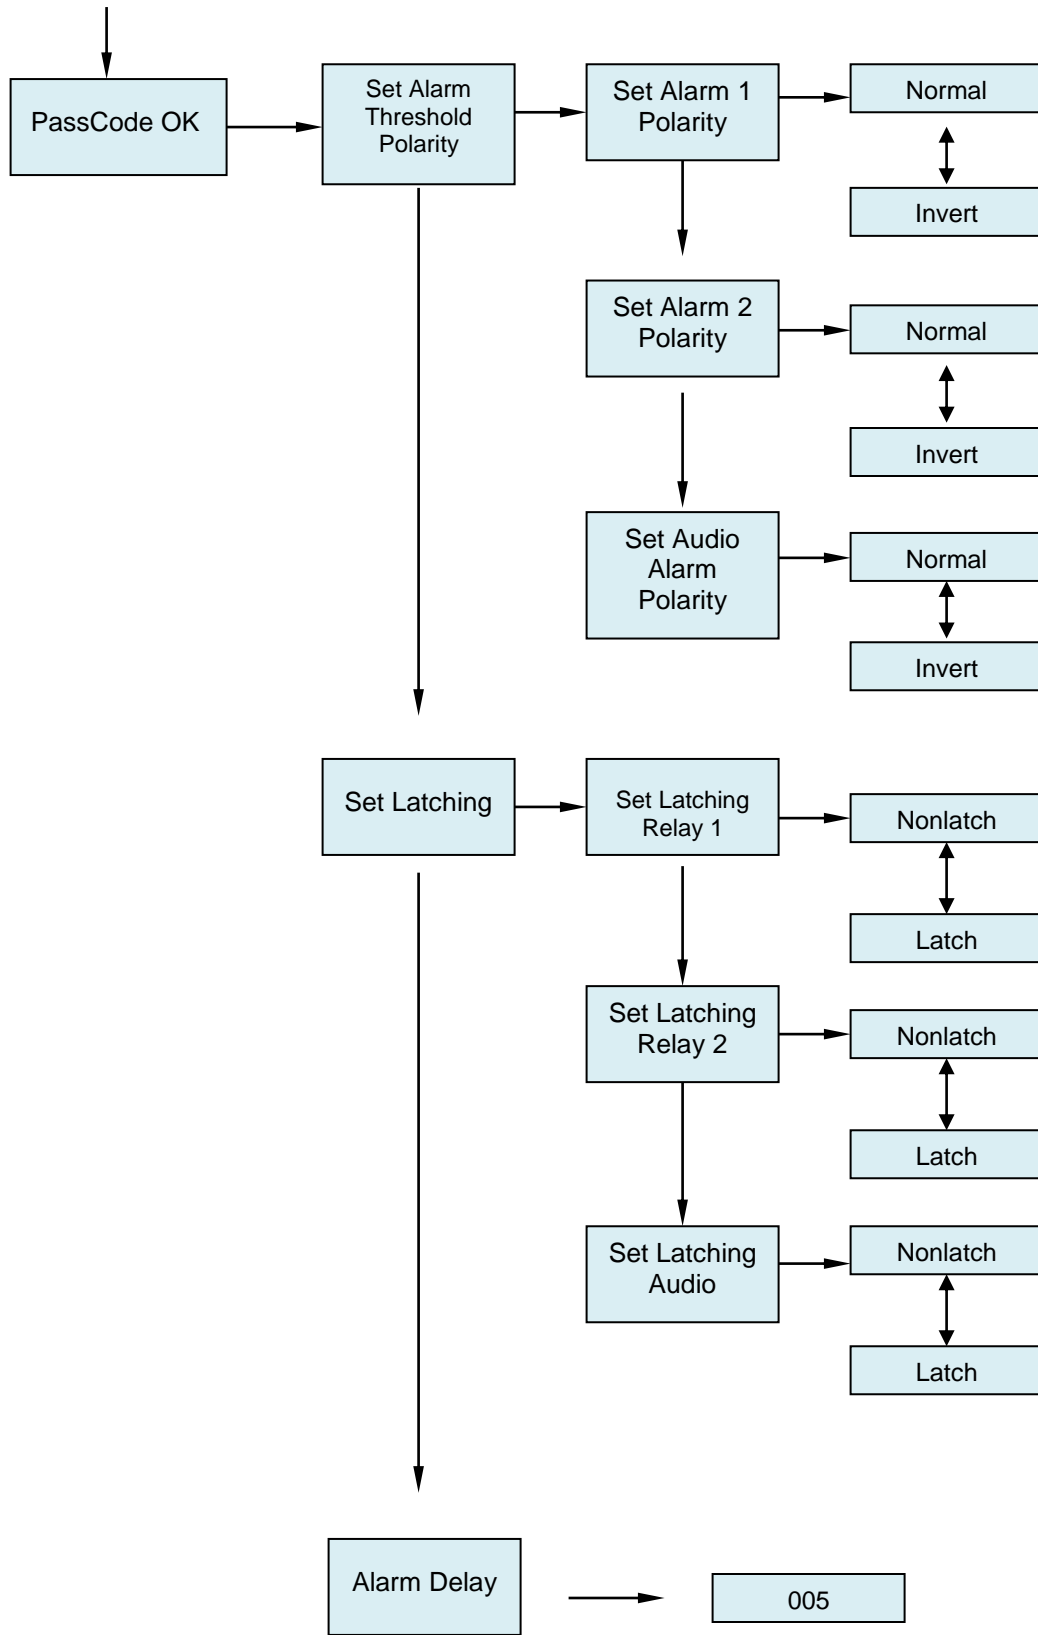 PassCode OK
Set Alarm
Threshold
Polarity
Set Alarm 1
Polarity
Normal
Invert
Set Alarm 2
Polarity
Normal
Invert
Set Audio
Alarm
Polarity
Normal
Invert
Set Latching
Set Latching
Relay 1
Nonlatch
Latch
Set Latching
Relay 2
Nonlatch
Latch
Set Latching
Audio
Nonlatch
Latch
Alarm Delay
005